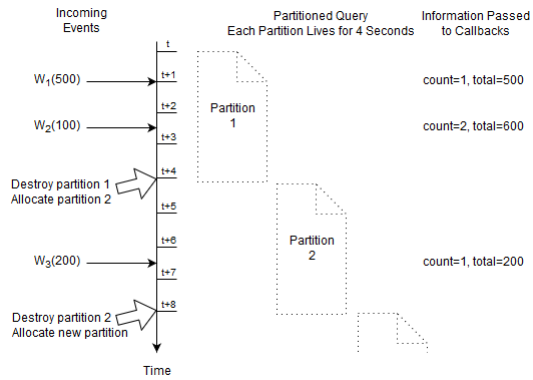 Incoming
Events
Partitioned Query
Each Partition Lives for 4 Seconds
Information Passed
to Callbacks
t
W1(500)
t+1
count=1, total=500
Partition
1
t+2
W2(100)
count=2, total=600
t+3
t+4
Destroy partition 1
Allocate partition 2
t+5
t+6
Partition
2
W3(200)
count=1, total=200
t+7
t+8
Destroy partition 2
Allocate new partition
Time